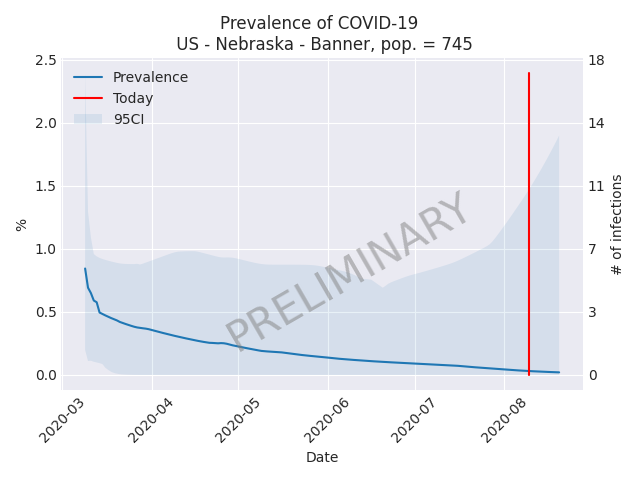 Prevalence of COVID-19
US - Nebraska - Banner, pop. = 745
2.5
2.0
1.5
1.0
0.5
0.0
%
Prevalence
Today
95CI
PRELIMINARY
18
14
11
7
3
0
# of infections
2020-03
2020-04
2020-05
2020-06
2020-07
2020-08
Date